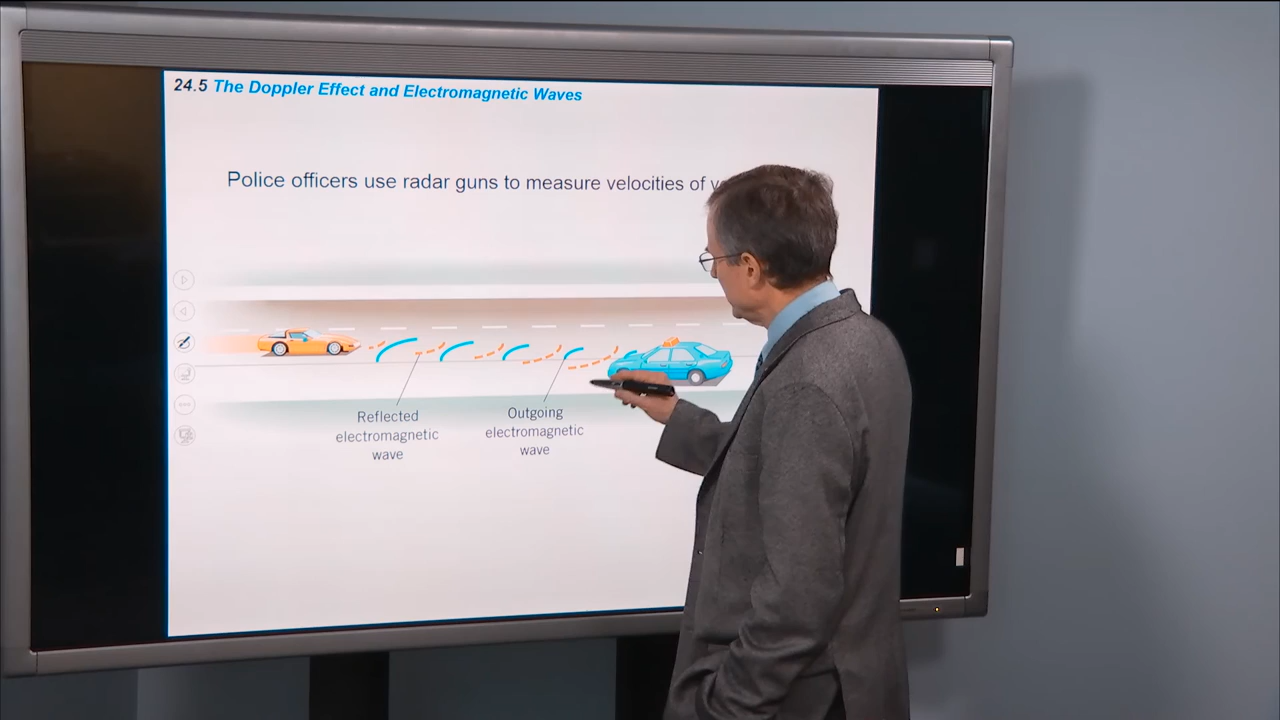 24.5 The Doppler Effect and Electromagnetic Waves
Police officers use radar guns to measure velocities of
Reflected
electromagnetic
wave
Outgoing
electromagnetic
wave